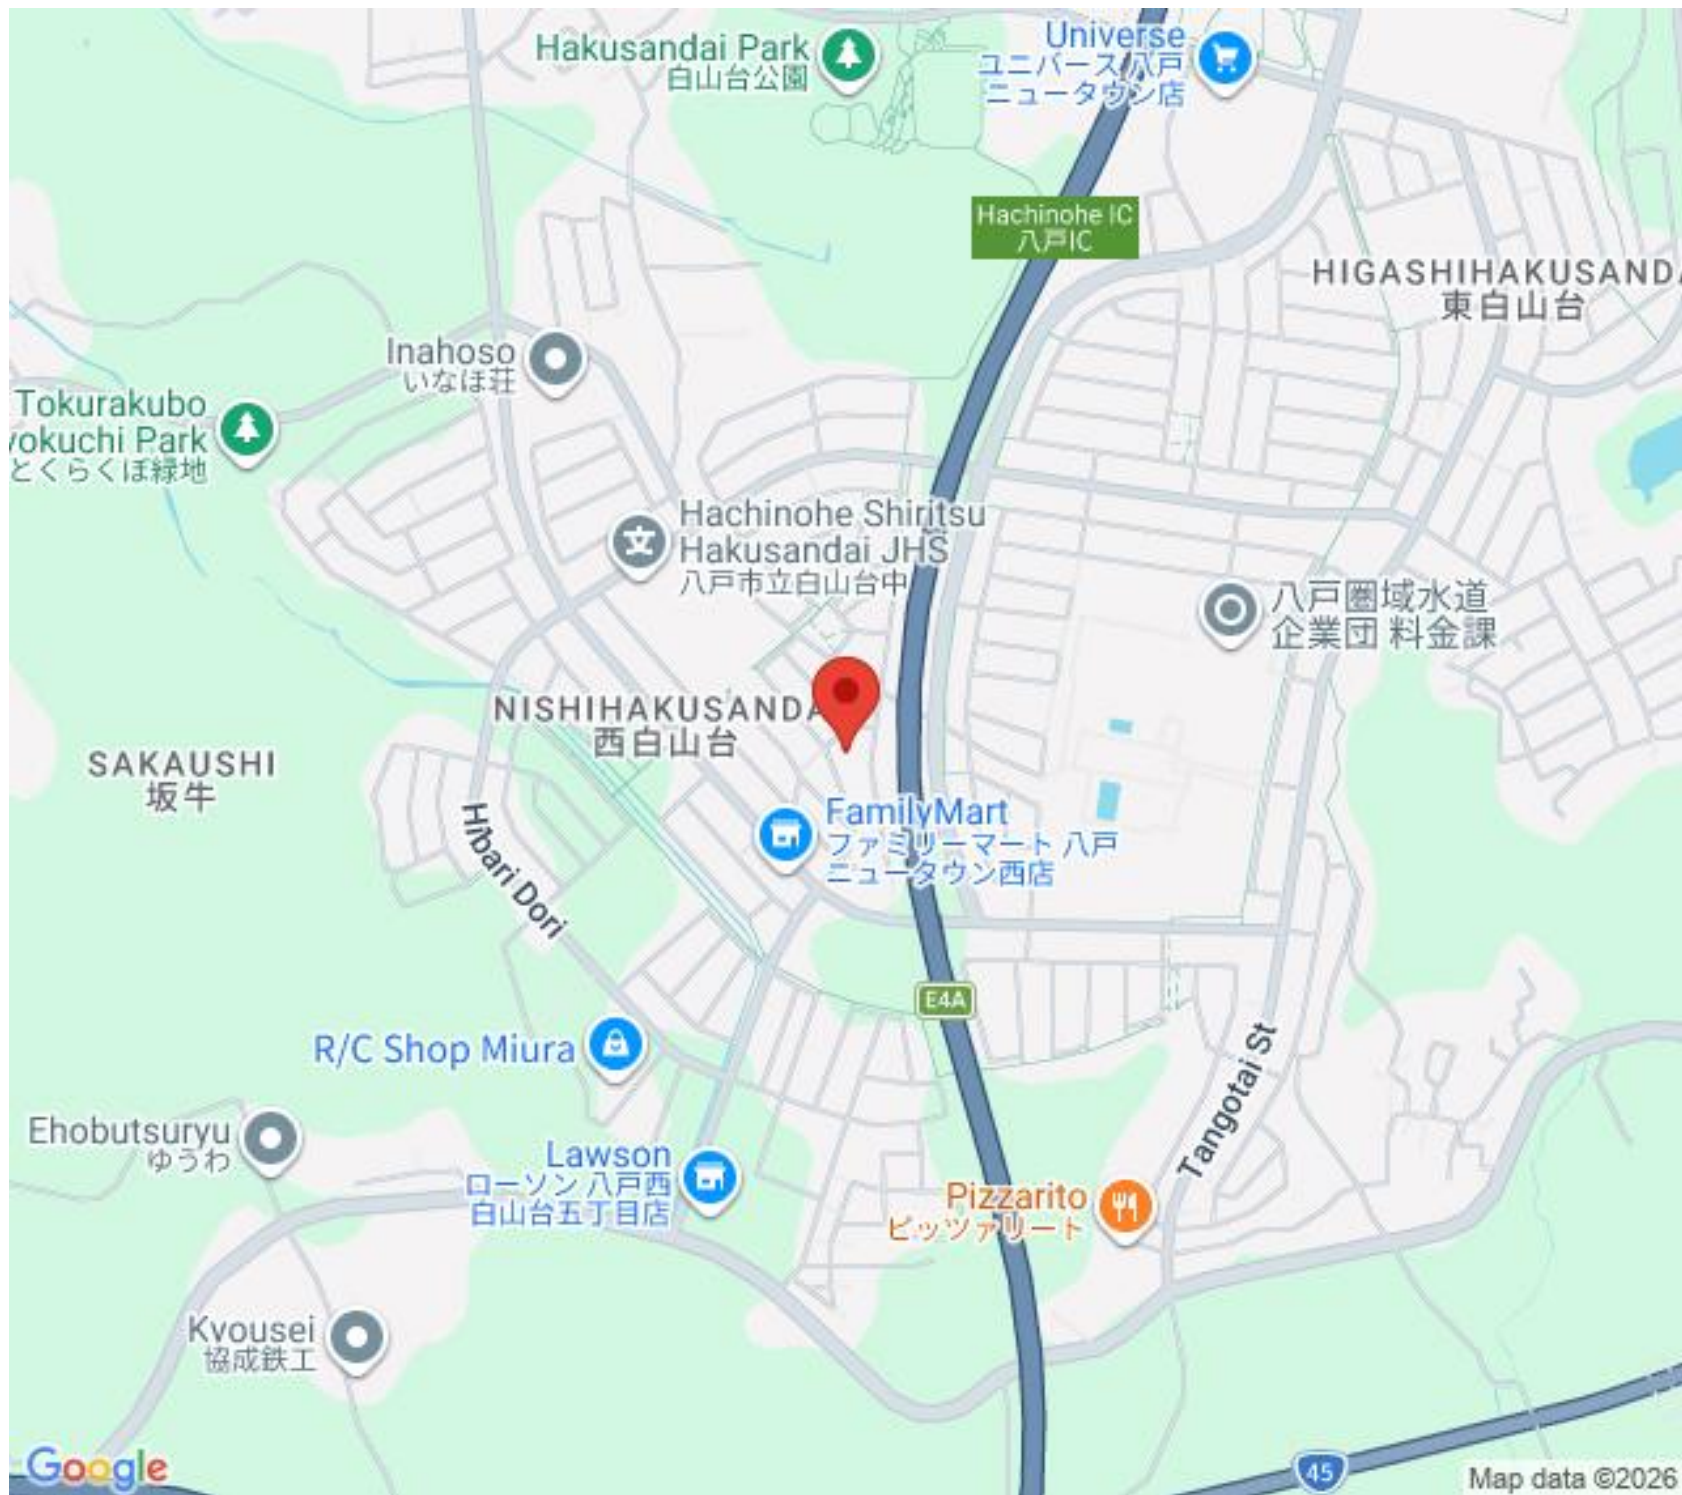 Hakusandai Park
白山台公園
Universe
ユニバース 八戸
ニュータウン店
Hachinohe IC
八戸IC
HIGASHIHAKUSANDA
東白山台
Inahoso
いなほ荘
Tokurakubo
yokuchi Park
とくらくぼ緑地
Hachinohe Shiritsu
Hakusandai JHS
八戸市立白山台中
八戸圏域水道
企業団 料金課
NISHIHAKUSANDA
西白山台
SAKAUSHI
坂牛
Hibari Dori
FamilyMart
ファミリーマート 八戸
ニュータウン西店
E4A
R/C Shop Miura
Tangotai St
Ehobutsuryu
ゆうわ
Lawson
ローソン 八戸西
白山台五丁目店
Pizzarito
ピッツァリート
Kyousei
協成鉄工
Google
45
Map data ©2026